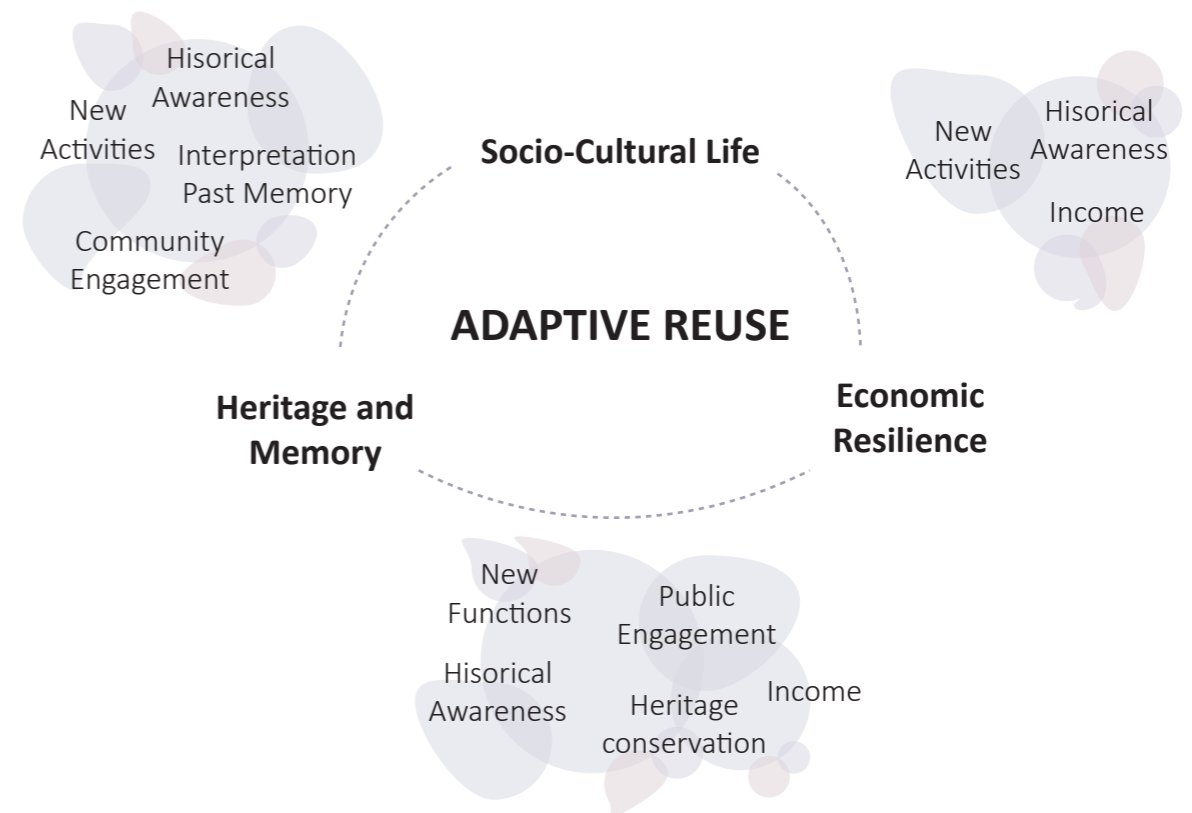 Hisorical
Awareness
New
Activities
Interpretation
Past Memory
Community
Engagement
Socio-Cultural Life
New
Activities
Hisorical
Awareness
Income
ADAPTIVE REUSE
Heritage and
Memory
Economic
Resilience
New
Functions
Public
Engagement
Hisorical
Awareness
Heritage
conservation
Income